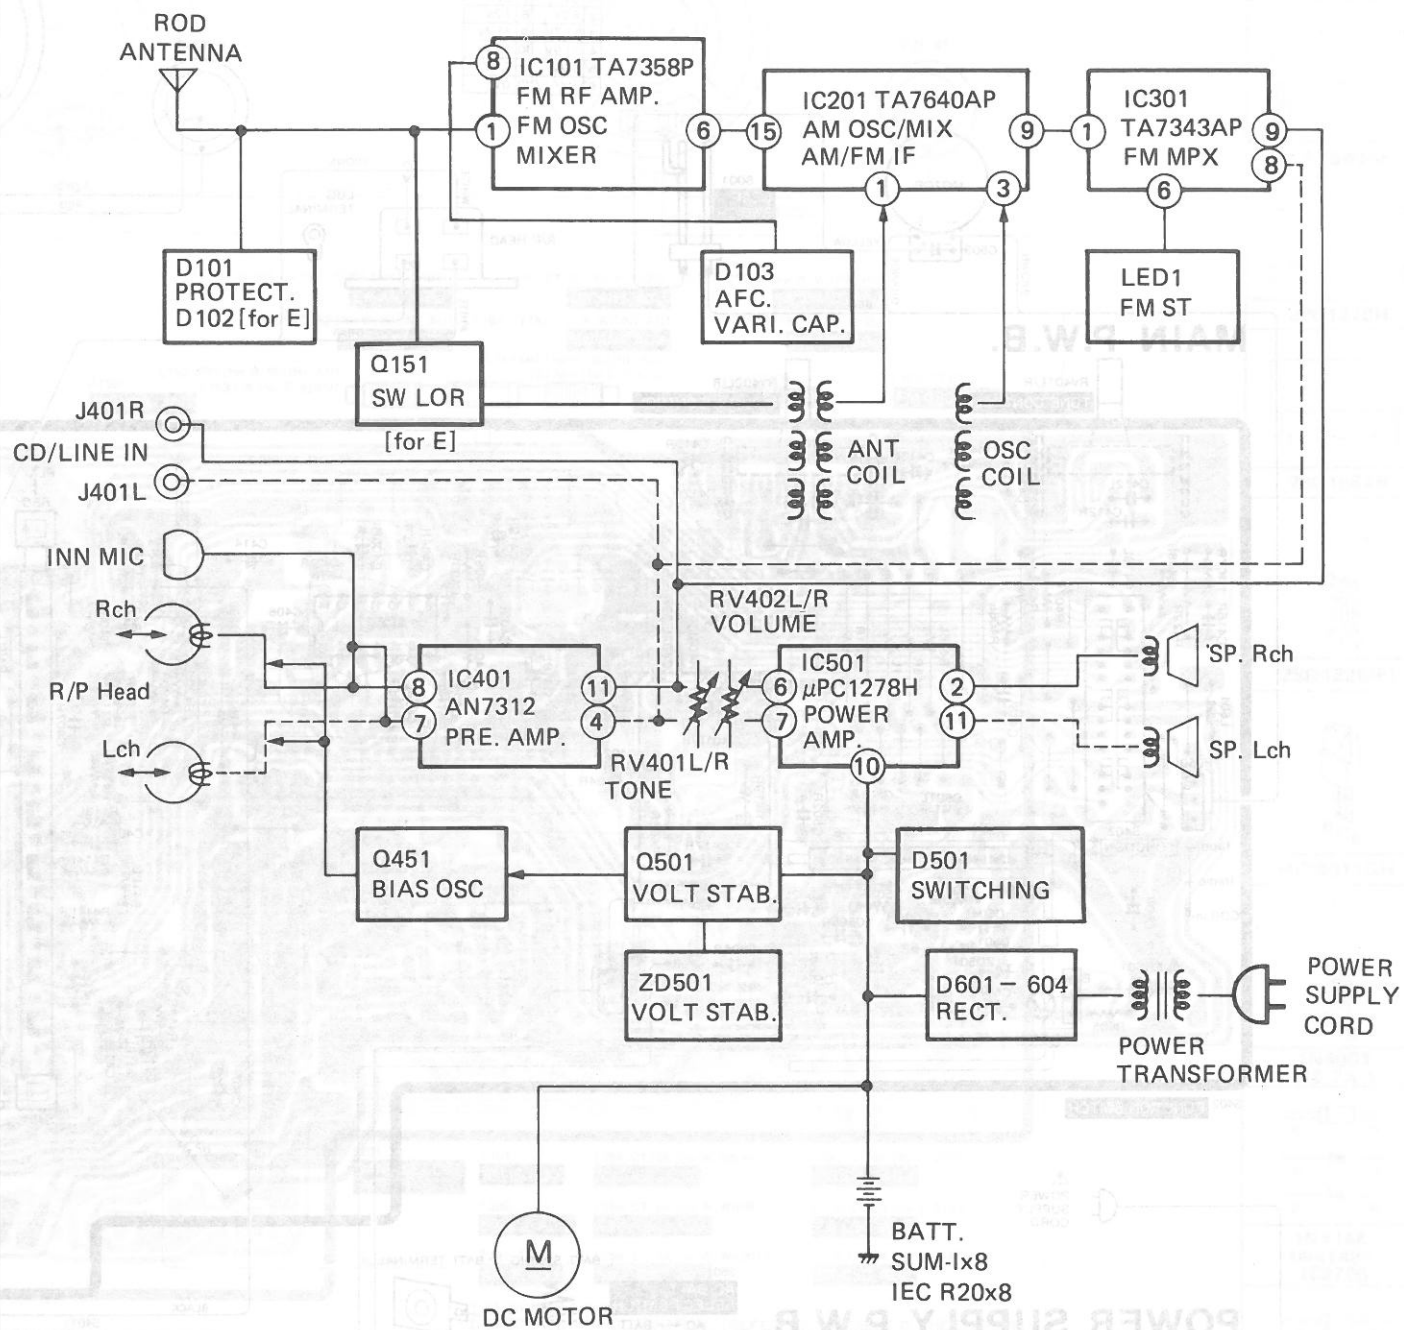 ROD
ANTENNA
8
IC101 TA7358P
FM RF AMP.
FM OSC
MIXER
1
6
15
IC201 TA7640AP
AM OSC/MIX
AM/FM IF
9
1
3
1
IC301
TA7343AP
FM MPX
9
8
6
D101
PROTECT.
D102 [for E]
Q151
SW LOR
[for E]
D103
AFC.
VARI. CAP.
LED1
FM ST
MAIN P.W.B.
J401R
CD/LINE IN
J401L
ANT
COIL
OSC
COIL
INN MIC
Rch
R/P Head
Lch
8
7
IC401
AN7312
PRE. AMP.
11
4
RV402L/R
VOLUME
RV401L/R
TONE
6
7
IC501
µPC1278H
POWER
AMP.
2
11
10
SP. Rch
SP. Lch
Q451
BIAS OSC
Q501
VOLT STAB.
D501
SWITCHING
ZD501
VOLT STAB.
D601 – 604
RECT.
POWER
SUPPLY
CORD
POWER
TRANSFORMER
M
DC MOTOR
BATT.
SUM-Ix8
IEC R20x8
POWER SUPPLY P.W.B